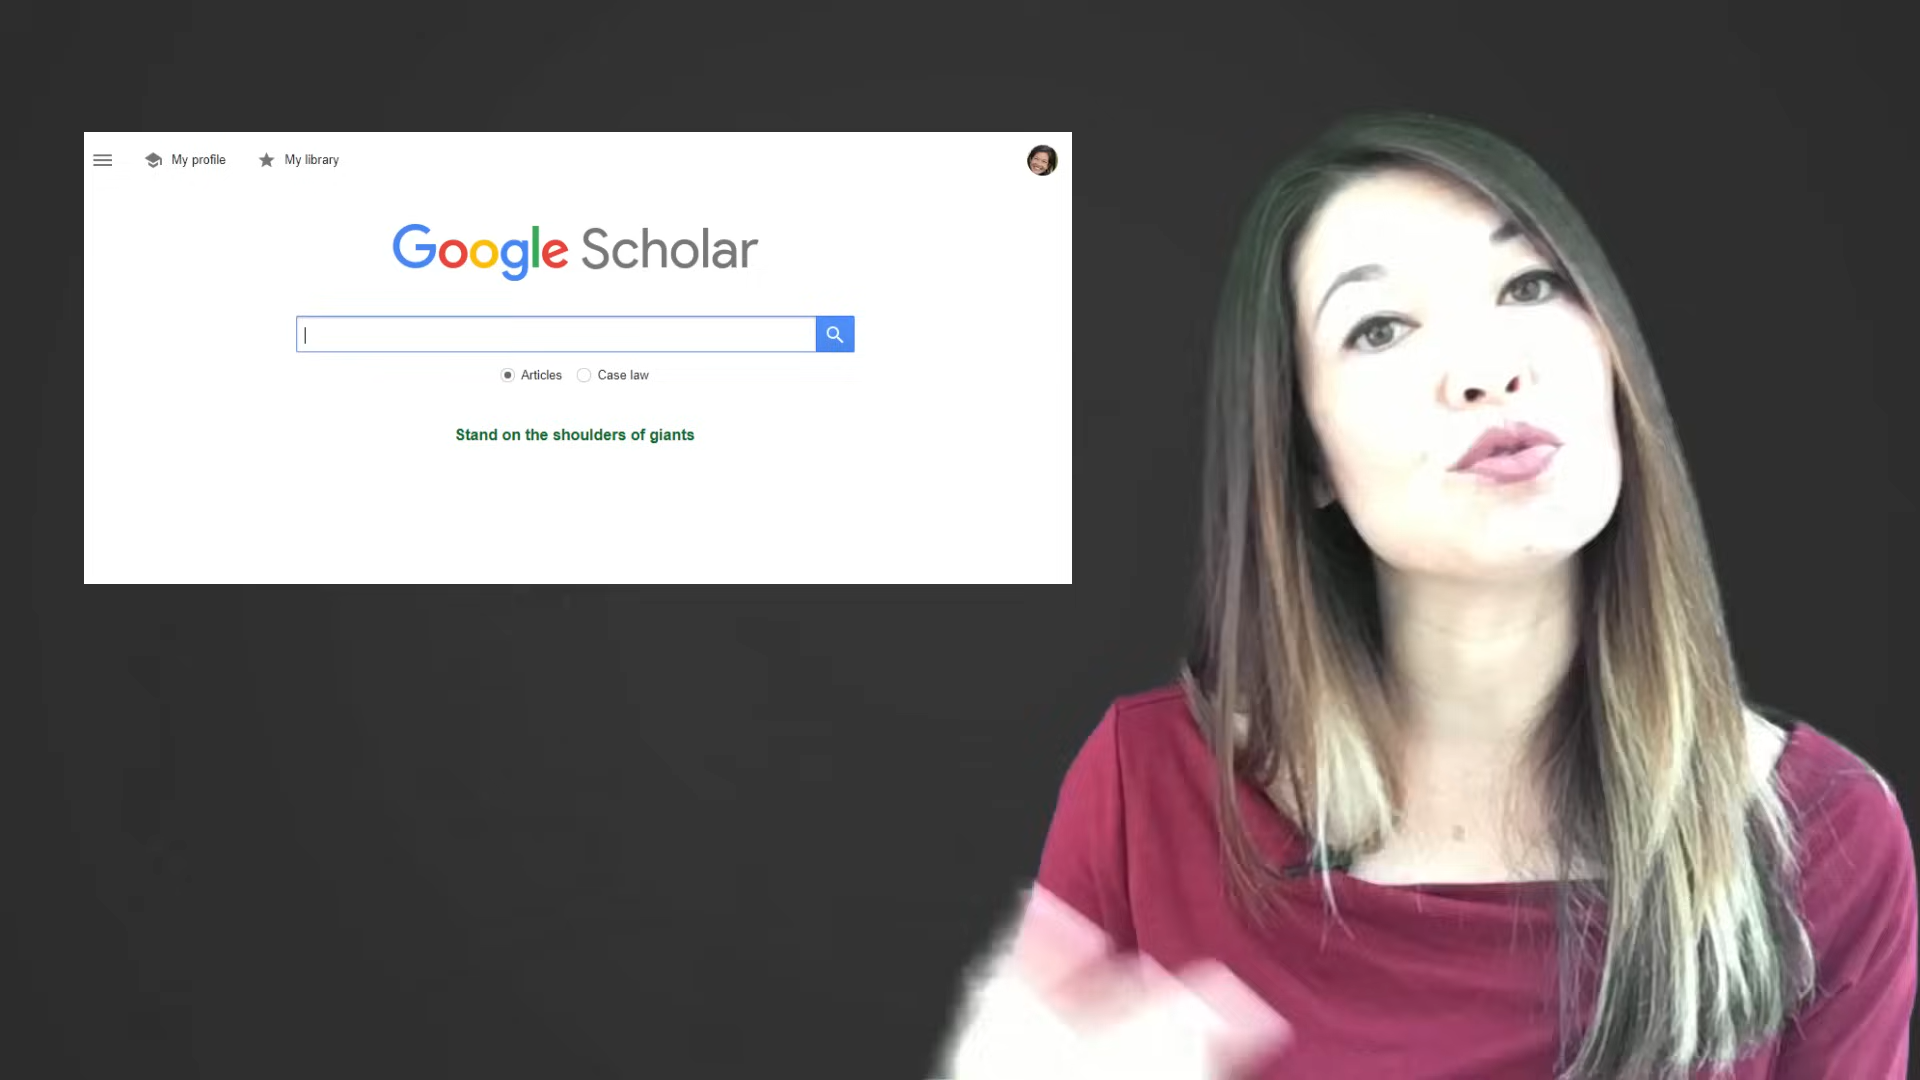 My profile
My library
Google Scholar
Articles
Case law
Stand on the shoulders of giants